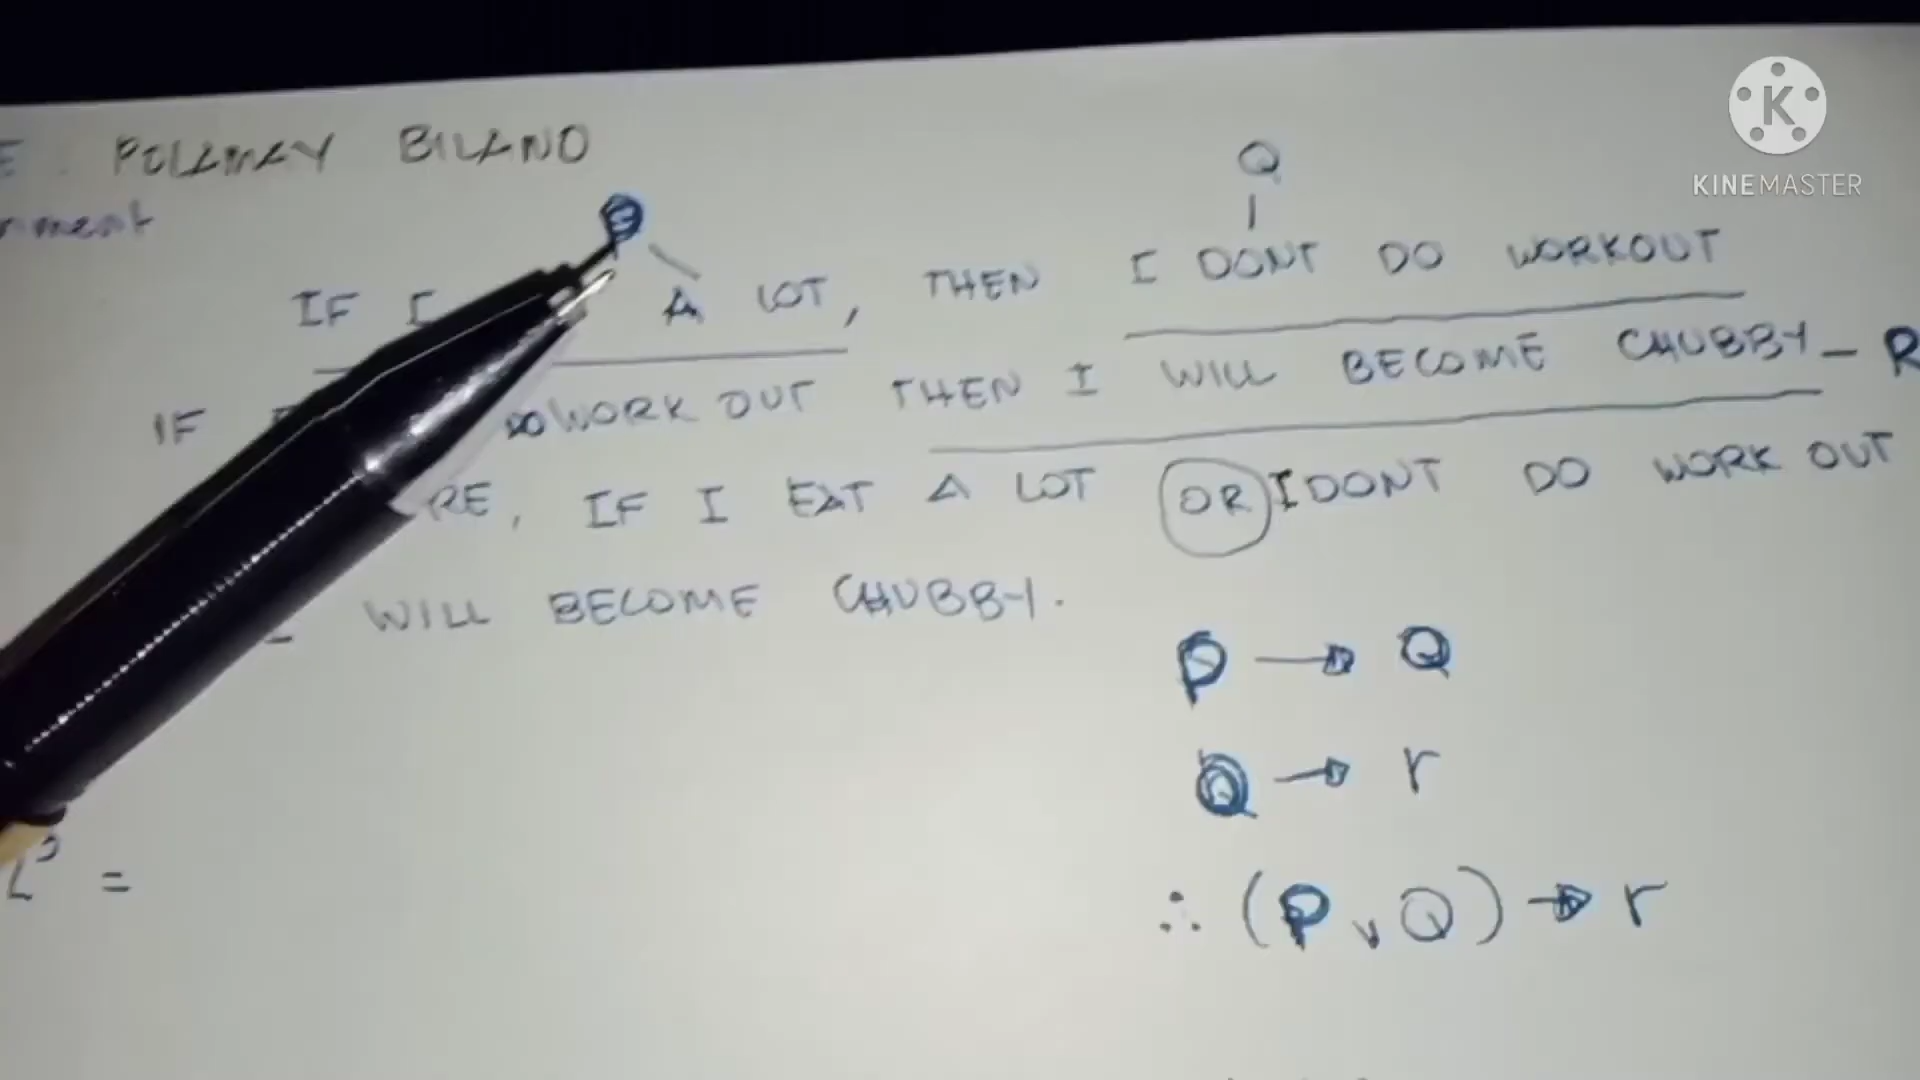 K
KINEMASTER
POLAMAY BILANO
Q
P
IF I A LOT, THEN I DONT DO WORKOUT
IF WORK OUT THEN I WILL BECOME CHUBBY - R
RE, IF I EAT A LOT OR I DONT DO WORK OUT
WILL BECOME CHUBBY.
P → Q
Q → r
∴ (P v Q) → r
=